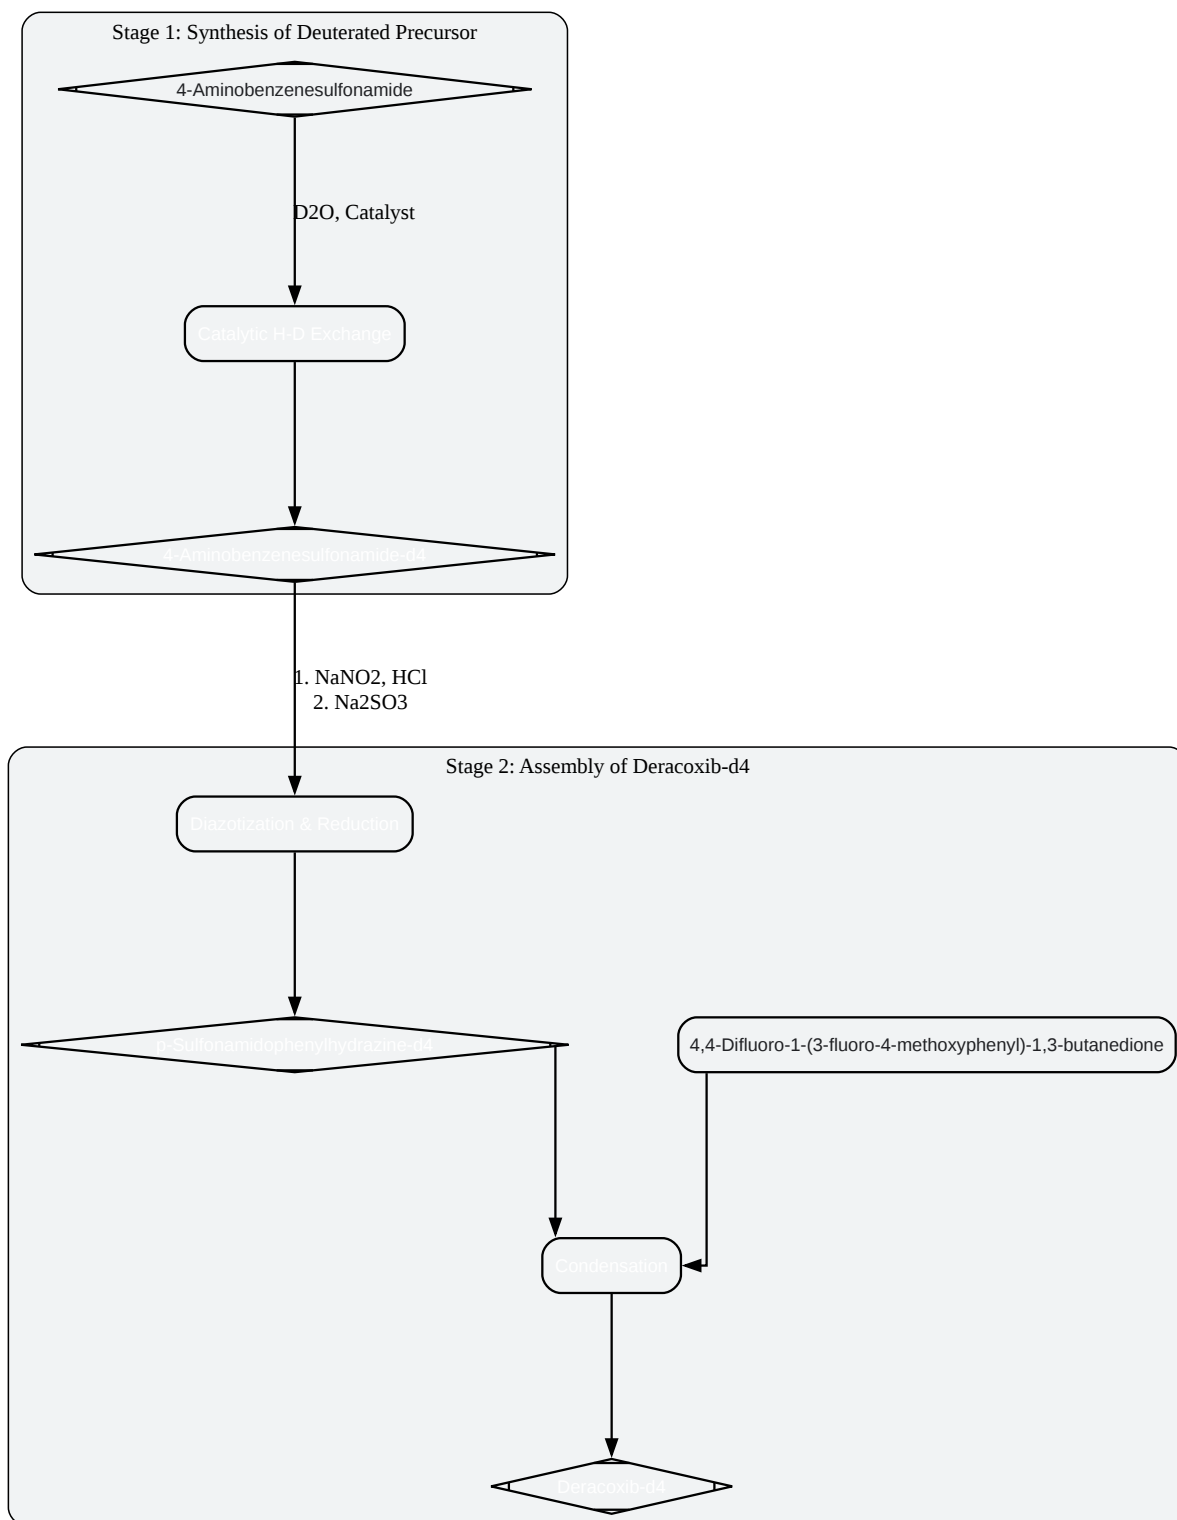 Stage 1: Synthesis of Deuterated Precursor
4-Aminobenzenesulfonamide
D2O, Catalyst
Catalytic H-D Exchange
4-Aminobenzenesulfonamide-d4
1. NaNO2, HCl
2. Na2SO3
Stage 2: Assembly of Deracoxib-d4
Diazotization & Reduction
p-Sulfonamidophenylhydrazine-d4
4,4-Difluoro-1-(3-fluoro-4-methoxyphenyl)-1,3-butanedione
Condensation
Deracoxib-d4